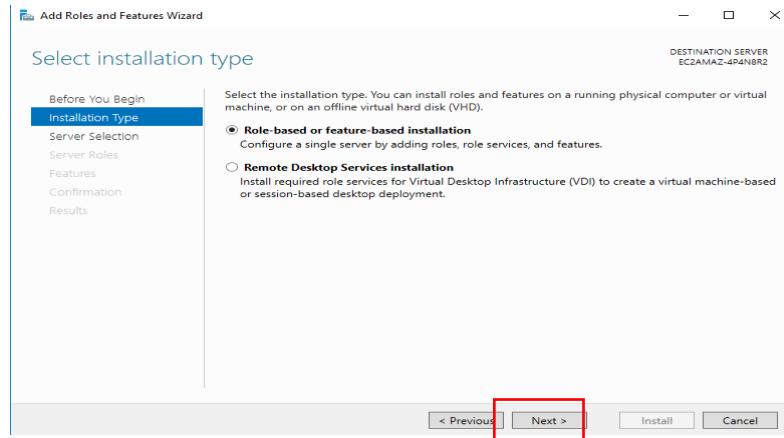 Add Roles and Features Wizard
Select installation type
DESTINATION SERVER
EC2AMAZ-4P4N8R2
Before You Begin
Installation Type
Server Selection
Server Roles
Features
Confirmation
Results
Select the installation type. You can install roles and features on a running physical computer or virtual
machine, or on an offline virtual hard disk (VHD).
Role-based or feature-based installation
Configure a single server by adding roles, role services, and features.
Remote Desktop Services installation
Install required role services for Virtual Desktop Infrastructure (VDI) to create a virtual machine-based
or session-based desktop deployment.
< Previous
Next >
Install
Cancel